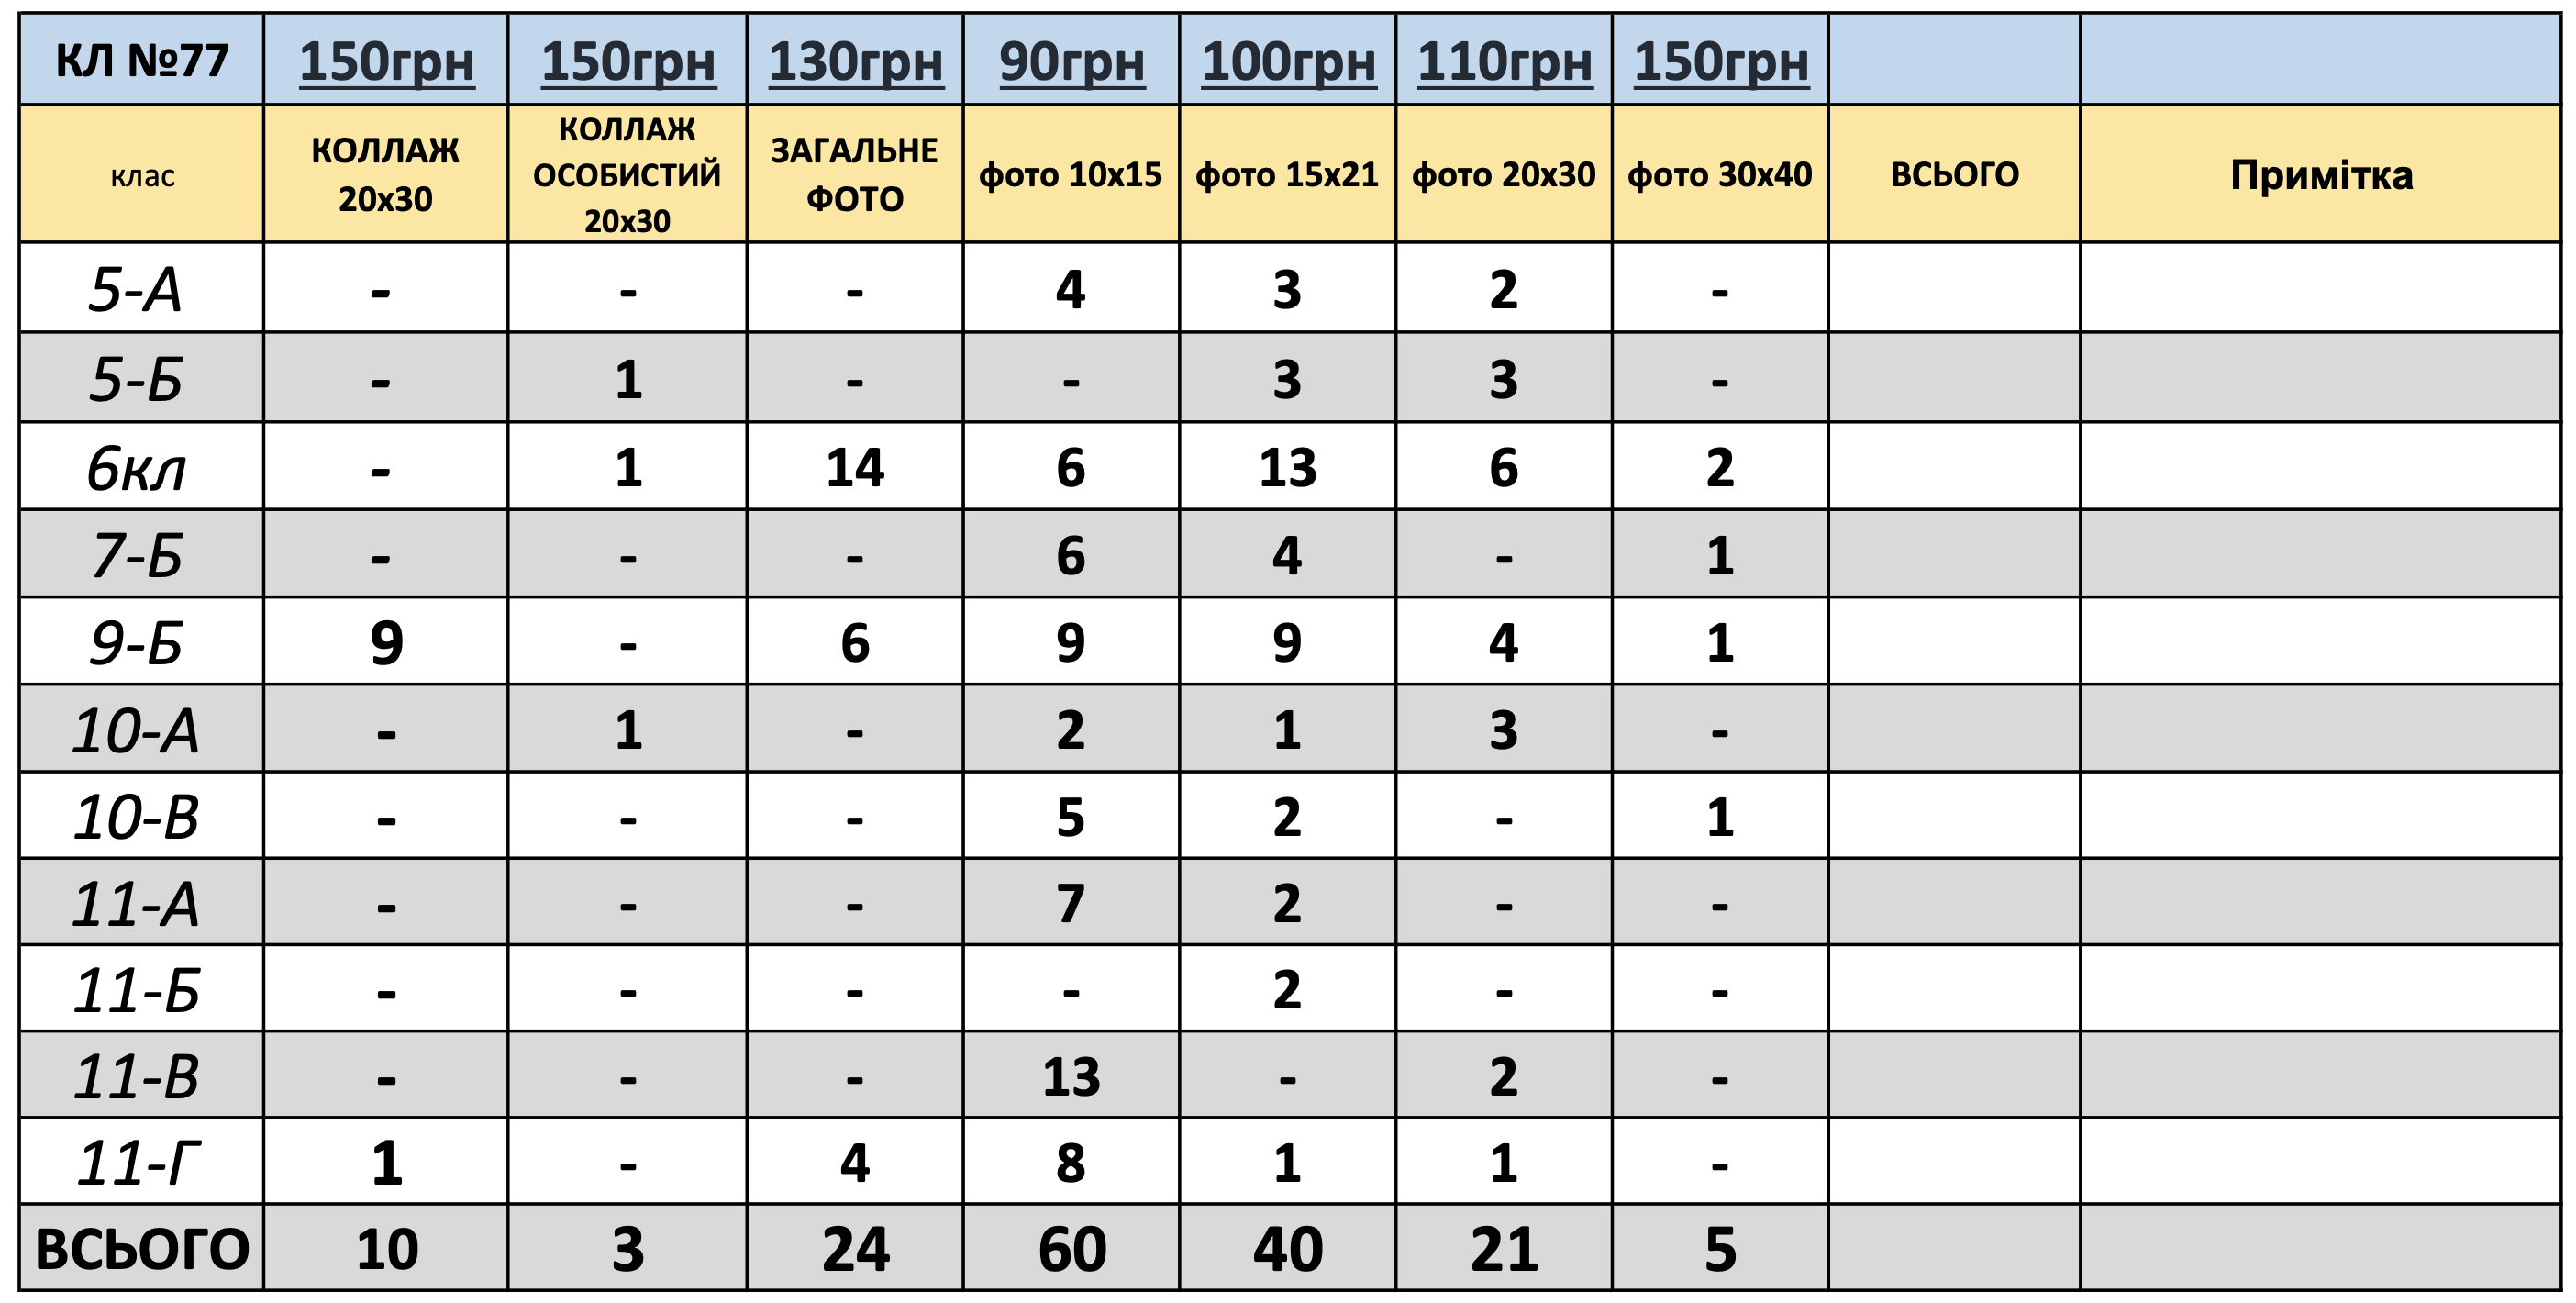 КЛ №77 150грн 150грн 130грн 90грн 100грн 110грн 150грн
клас КОЛЛАЖ 20х30 КОЛЛАЖ ОСОБИСТИЙ 20х30 ЗАГАЛЬНЕ ФОТО фото 10х15 фото 15х21 фото 20х30 фото 30х40 ВСЬОГО Примітка
5-А - - - 4 3 2 -
5-Б - 1 - - 3 3 -
6кл - 1 14 6 13 6 2
7-Б - - - 6 4 - 1
9-Б 9 - 6 9 9 4 1
10-А - 1 - 2 1 3 -
10-В - - - 5 2 - 1
11-А - - - 7 2 - -
11-Б - - - - 2 - -
11-В - - - 13 - 2 -
11-Г 1 - 4 8 1 1 -
ВСЬОГО 10 3 24 60 40 21 5